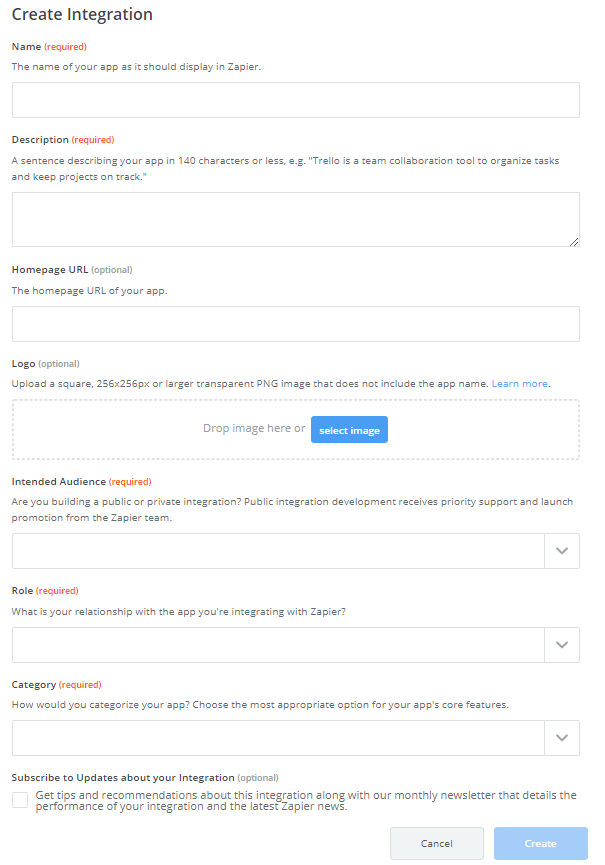 Create Integration
Name (required)
The name of your app as it should display in Zapier.
Description (required)
A sentence describing your app in 140 characters or less, e.g. "Trello is a team collaboration tool to organize tasks
and keep projects on track."
Homepage URL (optional)
The homepage URL of your app.
Logo (optional)
Upload a square, 256x256px or larger transparent PNG image that does not include the app name. Learn more.
Drop image here or select image
Intended Audience (required)
Are you building a public or private integration? Public integration development receives priority support and launch
promotion from the Zapier team.
Role (required)
What is your relationship with the app you're integrating with Zapier?
Category (required)
How would you categorize your app? Choose the most appropriate option for your app's core features.
Subscribe to Updates about your Integration (optional)
Get tips and recommendations about this integration along with our monthly newsletter that details the
performance of your integration and the latest Zapier news.
Cancel Create